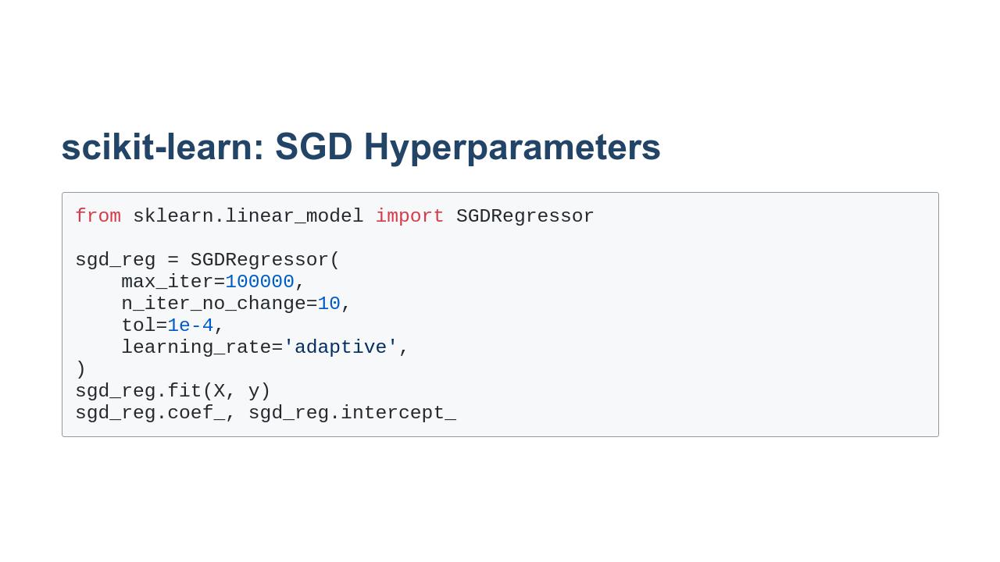 scikit-learn: SGD Hyperparameters
from sklearn.linear_model import SGDRegressor

sgd_reg = SGDRegressor(
    max_iter=100000,
    n_iter_no_change=10,
    tol=1e-4,
    learning_rate='adaptive',
)
sgd_reg.fit(X, y)
sgd_reg.coef_, sgd_reg.intercept_